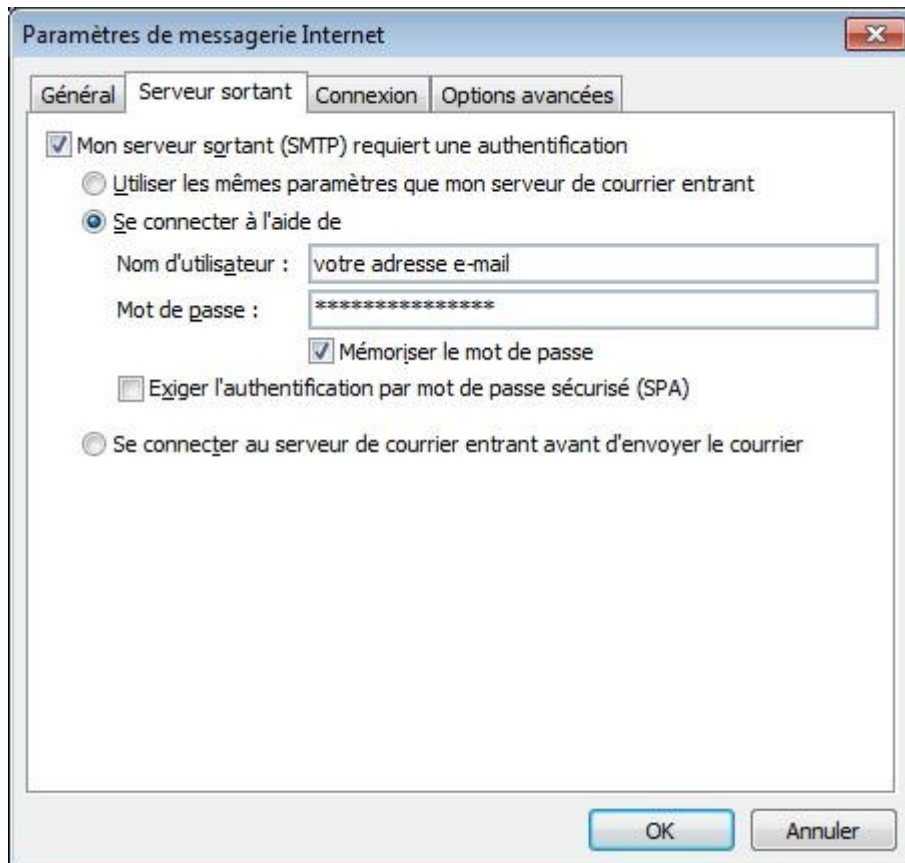 Paramètres de messagerie Internet
Général Serveur sortant Connexion Options avancées
Mon serveur sortant (SMTP) requiert une authentification
Utiliser les mêmes paramètres que mon serveur de courrier entrant
Se connecter à l'aide de
Nom d'utilisateur : votre adresse e-mail
Mot de passe : ***************
Mémoriser le mot de passe
Exiger l'authentification par mot de passe sécurisé (SPA)
Se connecter au serveur de courrier entrant avant d'envoyer le courrier
OK Annuler